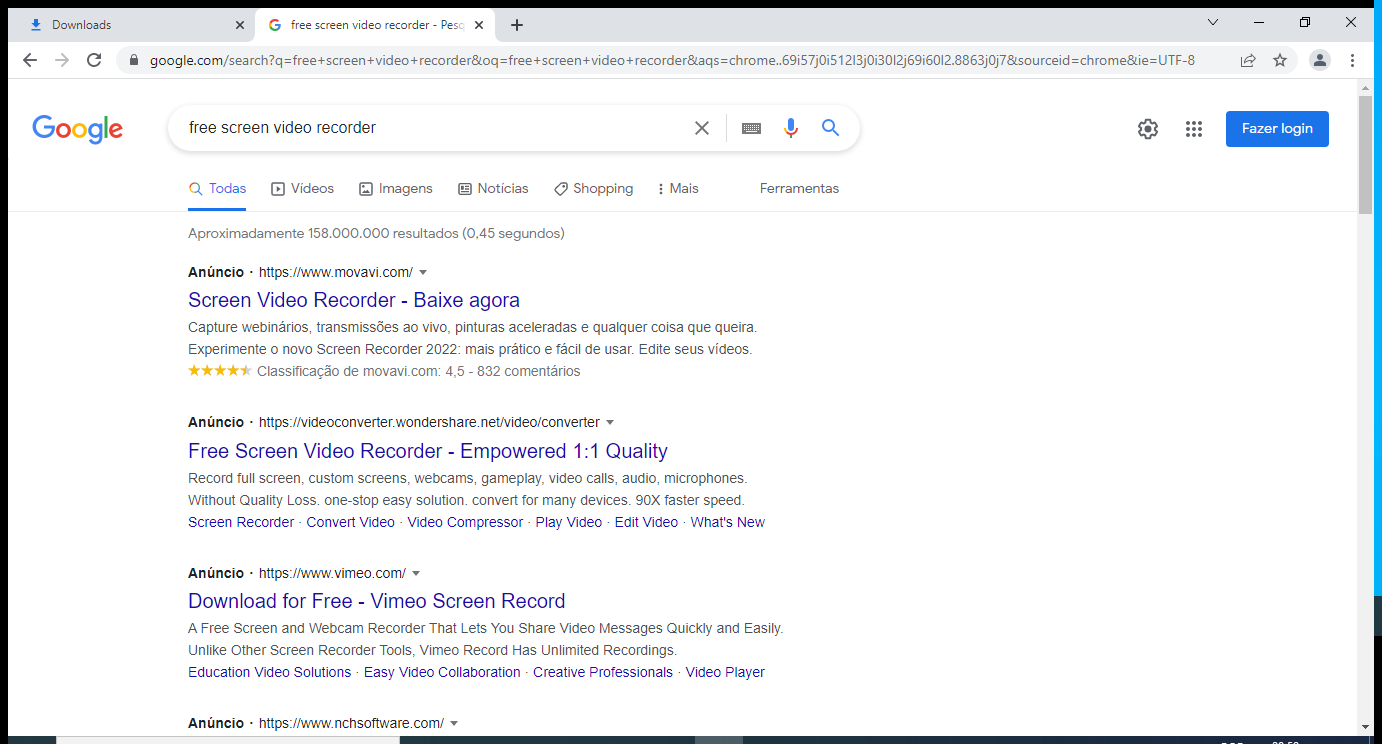 Downloads
free screen video recorder - Pesq
google.com/search?q=free+screen+video+recorder&oq=free+screen+video+recorder&aqs=chrome..69i57j0i512l3j0i30l2j69i60l2.8863j0j7&sourceid=chrome&ie=UTF-8
Google
free screen video recorder
Fazer login
Todas
Vídeos
Imagens
Notícias
Shopping
Mais
Ferramentas
Aproximadamente 158.000.000 resultados (0,45 segundos)
Anúncio · https://www.movavi.com/
Screen Video Recorder - Baixe agora
Capture webinários, transmissões ao vivo, pinturas aceleradas e qualquer coisa que queira.
Experimente o novo Screen Recorder 2022: mais prático e fácil de usar. Edite seus vídeos.
Classificação de movavi.com: 4,5 - 832 comentários
Anúncio · https://videoconverter.wondershare.net/video/converter
Free Screen Video Recorder - Empowered 1:1 Quality
Record full screen, custom screens, webcams, gameplay, video calls, audio, microphones.
Without Quality Loss. one-stop easy solution. convert for many devices. 90X faster speed.
Screen Recorder · Convert Video · Video Compressor · Play Video · Edit Video · What's New
Anúncio · https://www.vimeo.com/
Download for Free - Vimeo Screen Record
A Free Screen and Webcam Recorder That Lets You Share Video Messages Quickly and Easily.
Unlike Other Screen Recorder Tools, Vimeo Record Has Unlimited Recordings.
Education Video Solutions · Easy Video Collaboration · Creative Professionals · Video Player
Anúncio · https://www.nchsoftware.com/